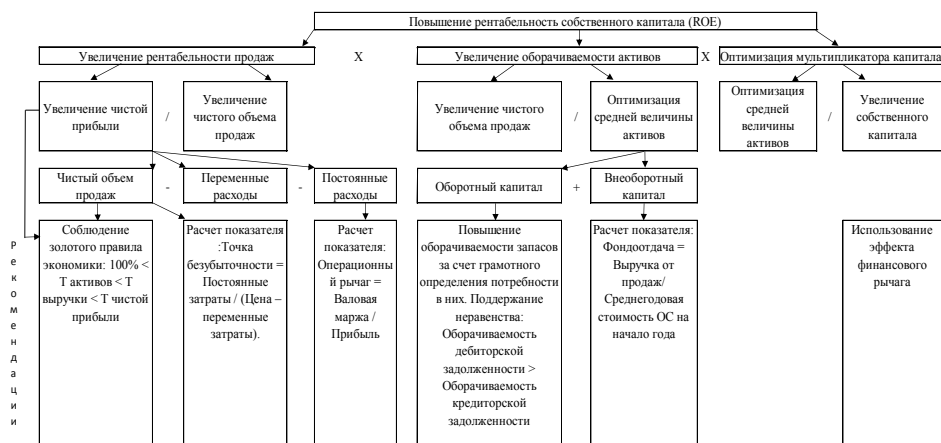 Повышение рентабельность собственного капитала (ROE)
Увеличение рентабельности продаж
X
Увеличение оборачиваемости активов
X
Оптимизация мультипликатора капитала
Увеличение чистой
прибыли
/
Увеличение
чистого объема
продаж
Увеличение чистого
объема продаж
/
Оптимизация
средней величины
активов
Оптимизация
средней
величины
активов
/
Увеличение
собственного
капитала
Чистый объем
продаж
-
Переменные
расходы
-
Постоянные
расходы
Оборотный капитал
+
Внеоборотный
капитал
Рекомендации
Соблюдение
золотого правила
экономики: 100% <
Т активов < Т
выручки < Т чистой
прибыли
Расчет показателя
:Точка
безубыточности =
Постоянные
затраты / (Цена –
переменные
затраты).
Расчет
показателя:
Операционны
й рычаг =
Валовая
маржа /
Прибыль
Повышение
оборачиваемости запасов
за счет грамотного
определения потребности
в них. Поддержание
неравенства:
Оборачиваемость
дебиторской
задолженности >
Оборачиваемость
кредиторской
задолженности
Расчет показателя:
Фондоотдача =
Выручка от
продаж/
Среднегодовая
стоимость ОС на
начало года
Использование
эффекта
финансового
рычага